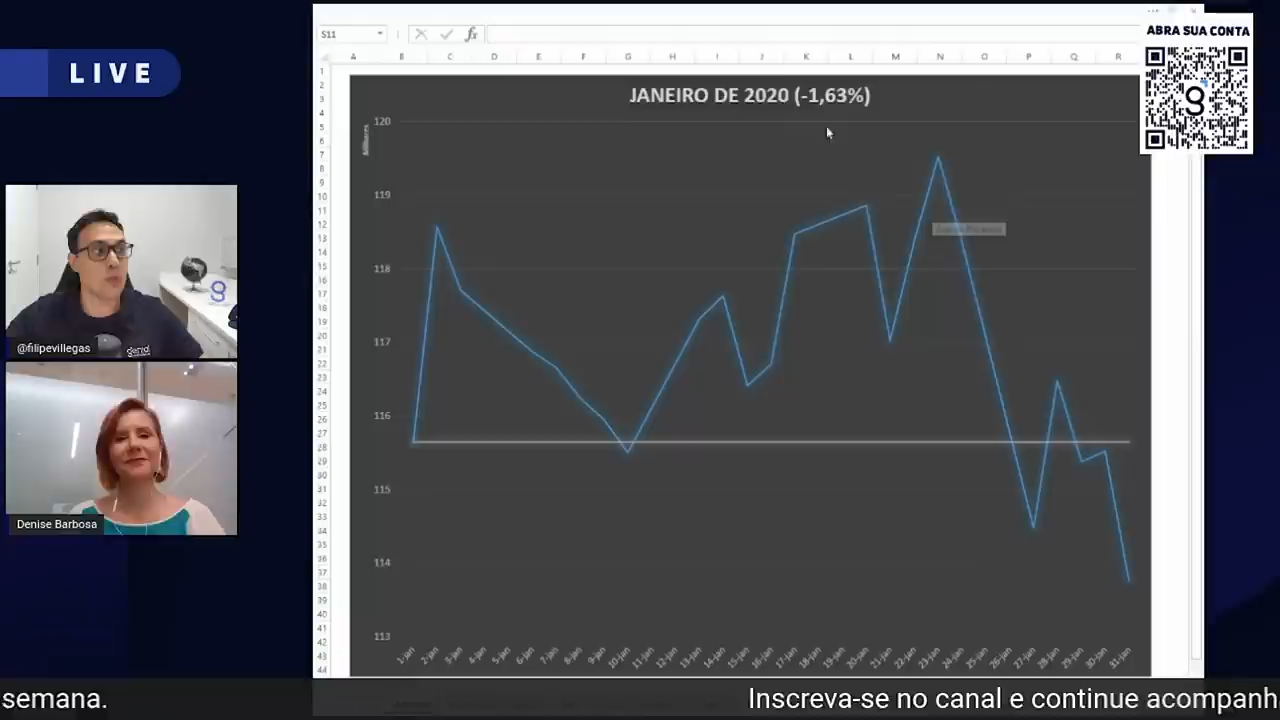 LIVE
ABRA SUA CONTA
S11
fx
A B C D E F G H I J K L M N O P Q R
JANEIRO DE 2020 (-1,63%)
Milhares
120
119
118
117
116
115
114
113
1-jan 2-jan 3-jan 4-jan 5-jan 6-jan 7-jan 8-jan 9-jan 10-jan 11-jan 12-jan 13-jan 14-jan 15-jan 16-jan 17-jan 18-jan 19-jan 20-jan 21-jan 22-jan 23-jan 24-jan 25-jan 26-jan 27-jan 28-jan 29-jan 30-jan 31-jan
@filipevillegas
genial
Denise Barbosa
semana.
Inscreva-se no canal e continue acompanh